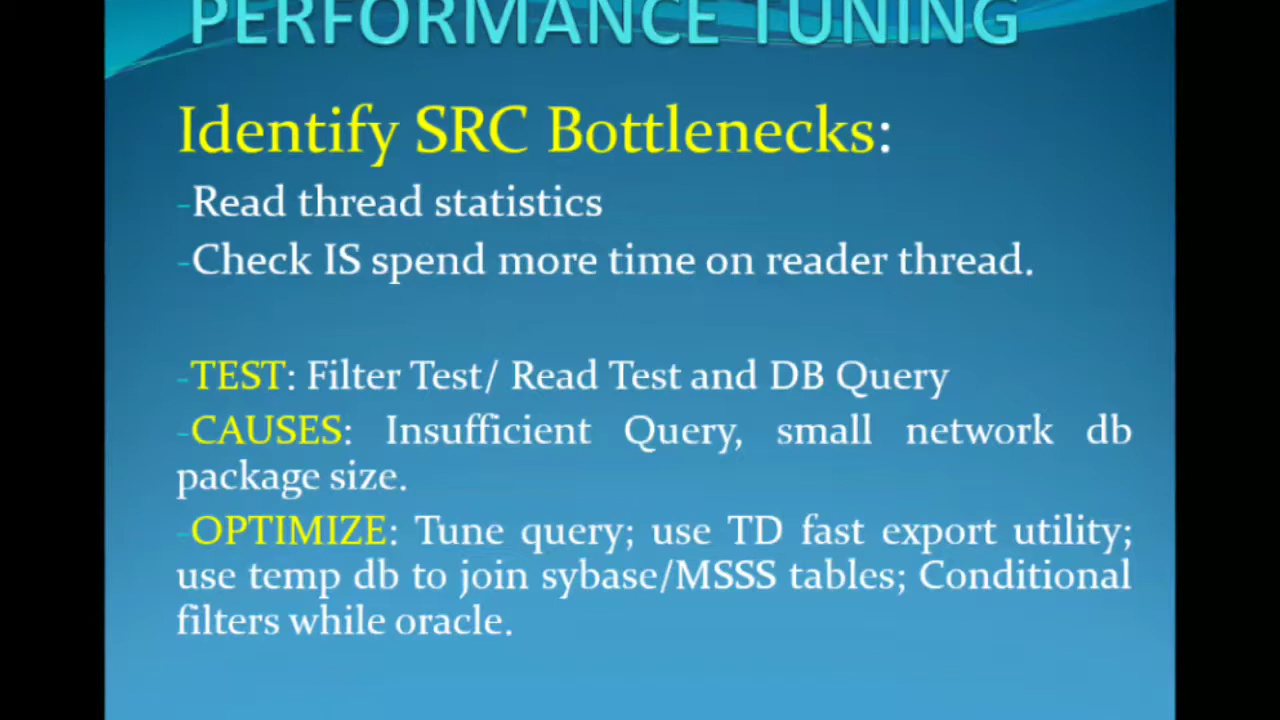 PERFORMANCE TUNING
Identify SRC Bottlenecks:
-Read thread statistics
-Check IS spend more time on reader thread.
-TEST: Filter Test/ Read Test and DB Query
-CAUSES: Insufficient Query, small network db
package size.
-OPTIMIZE: Tune query; use TD fast export utility;
use temp db to join sybase/MSSS tables; Conditional
filters while oracle.